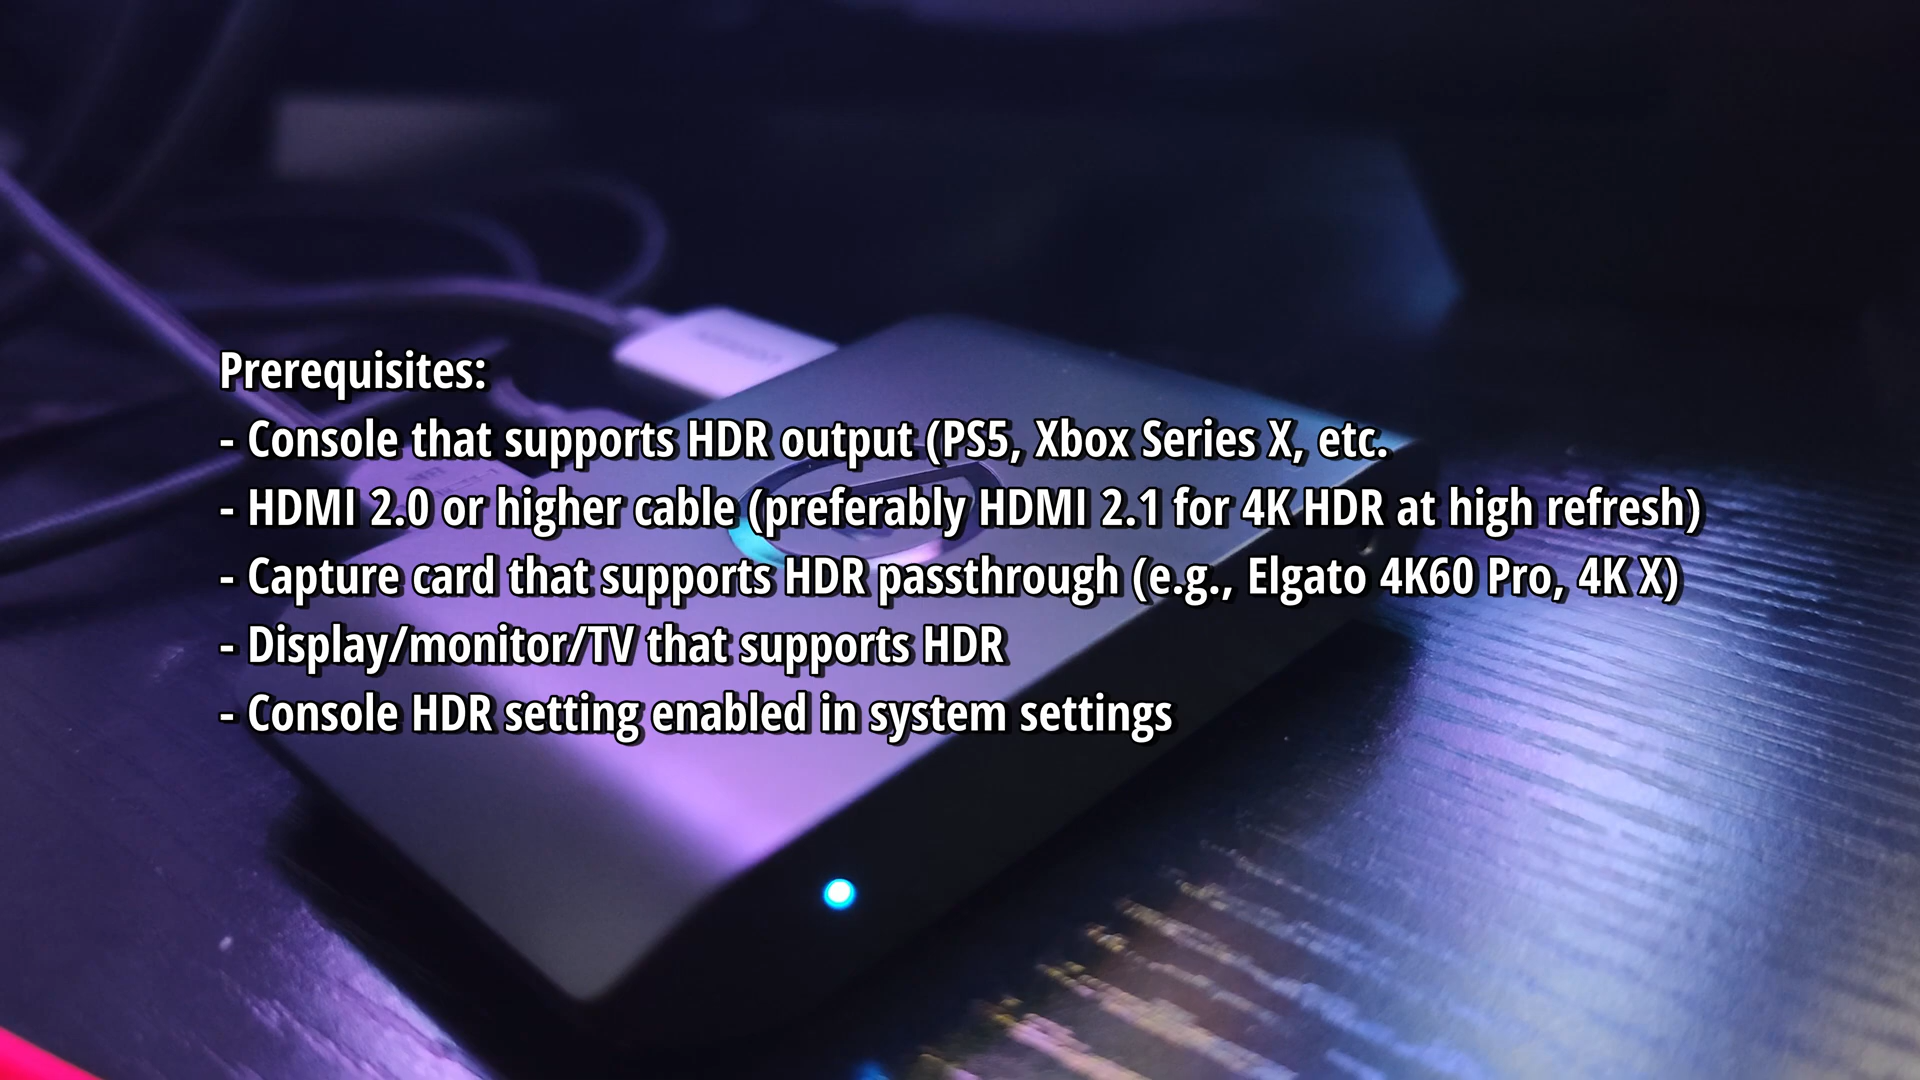 Prerequisites:
- Console that supports HDR output (PS5, Xbox Series X, etc.
- HDMI 2.0 or higher cable (preferably HDMI 2.1 for 4K HDR at high refresh)
- Capture card that supports HDR passthrough (e.g., Elgato 4K60 Pro, 4K X)
- Display/monitor/TV that supports HDR
- Console HDR setting enabled in system settings